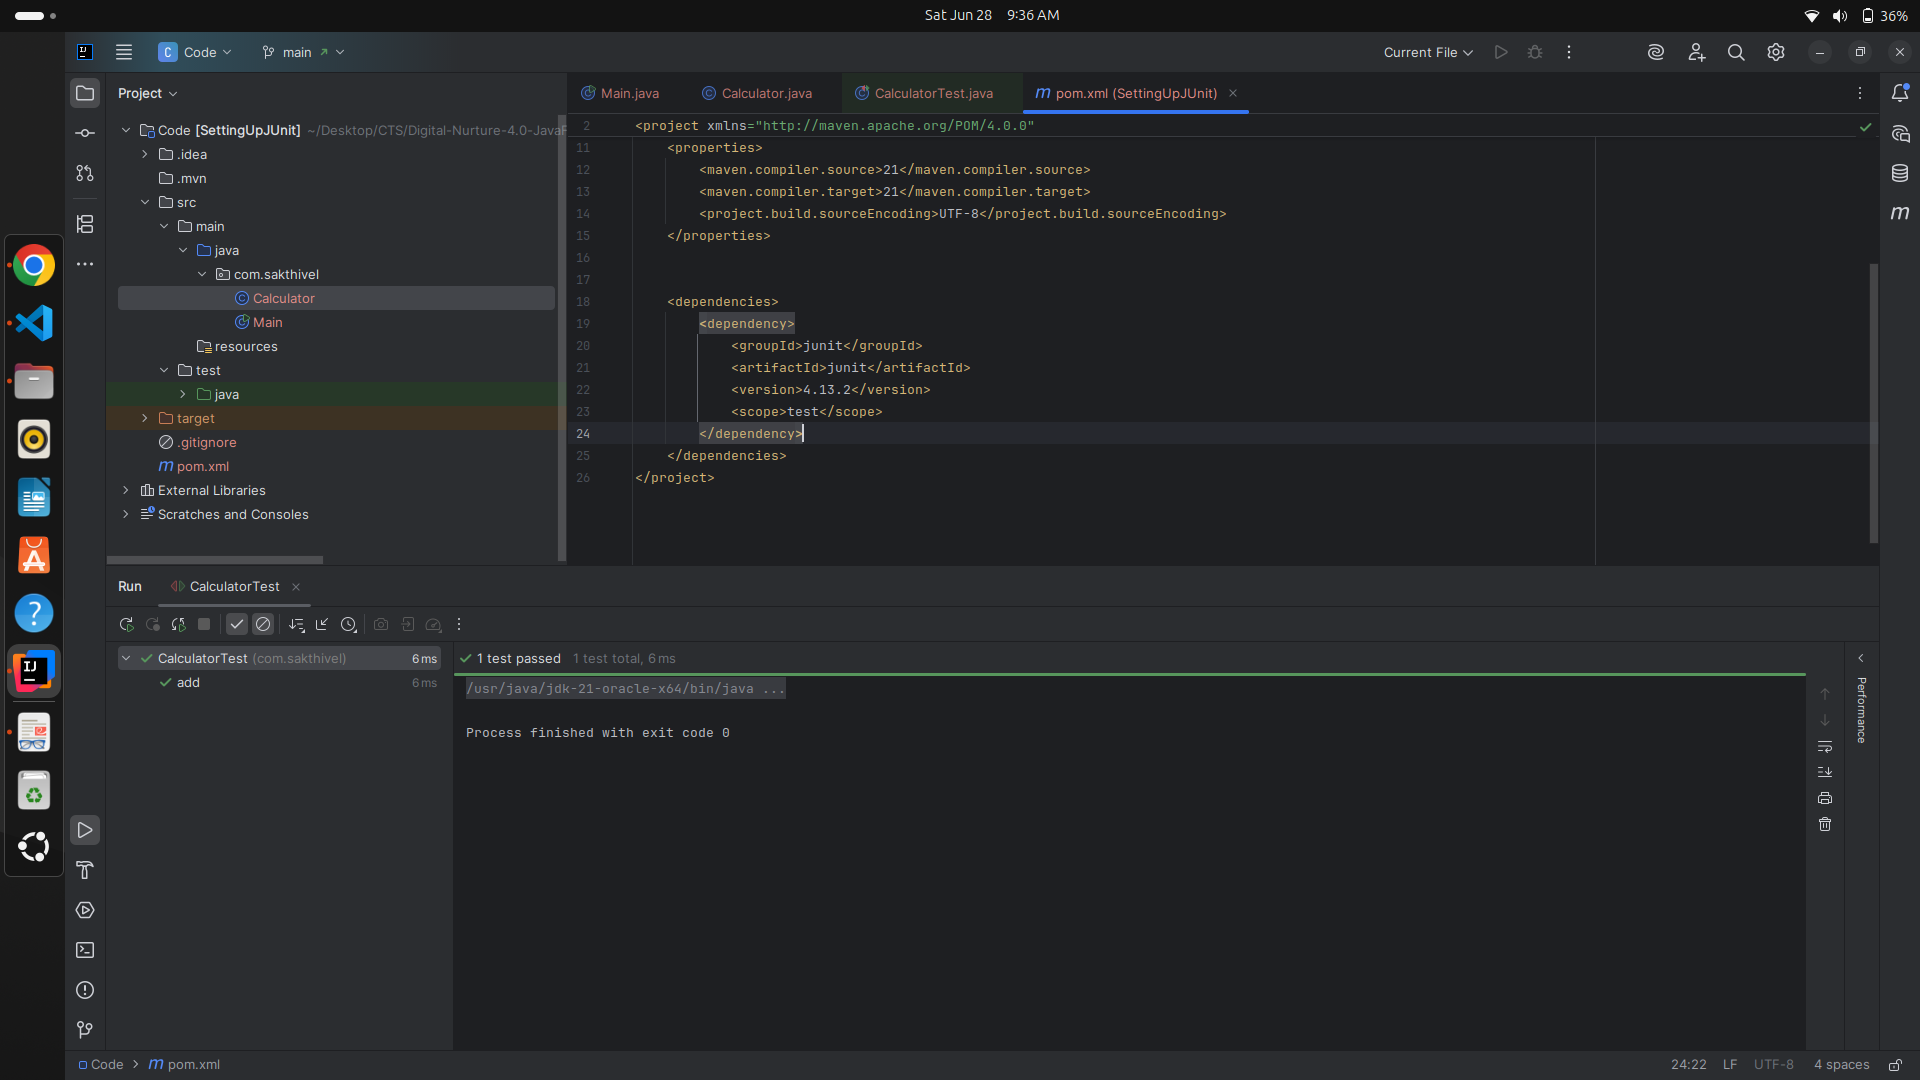 Sat Jun 28 9:36 AM
36%
Code
main
Current File
Project
Main.java
Calculator.java
CalculatorTest.java
pom.xml (SettingUpJUnit)
Code [SettingUpJUnit] ~/Desktop/CTS/Digital-Nurture-4.0-JavaF
.idea
.mvn
src
main
java
com.sakthivel
Calculator
Main
resources
test
java
target
.gitignore
pom.xml
External Libraries
Scratches and Consoles
2 <project xmlns="http://maven.apache.org/POM/4.0.0"
11 <properties>
12 <maven.compiler.source>21</maven.compiler.source>
13 <maven.compiler.target>21</maven.compiler.target>
14 <project.build.sourceEncoding>UTF-8</project.build.sourceEncoding>
15 </properties>
16
17
18 <dependencies>
19 <dependency>
20 <groupId>junit</groupId>
21 <artifactId>junit</artifactId>
22 <version>4.13.2</version>
23 <scope>test</scope>
24 </dependency>
25 </dependencies>
26 </project>
Run
CalculatorTest
CalculatorTest (com.sakthivel) 6 ms
add 6 ms
1 test passed 1 test total, 6 ms
/usr/java/jdk-21-oracle-x64/bin/java ...
Process finished with exit code 0
Performance
Code > m pom.xml
24:22 LF UTF-8 4 spaces